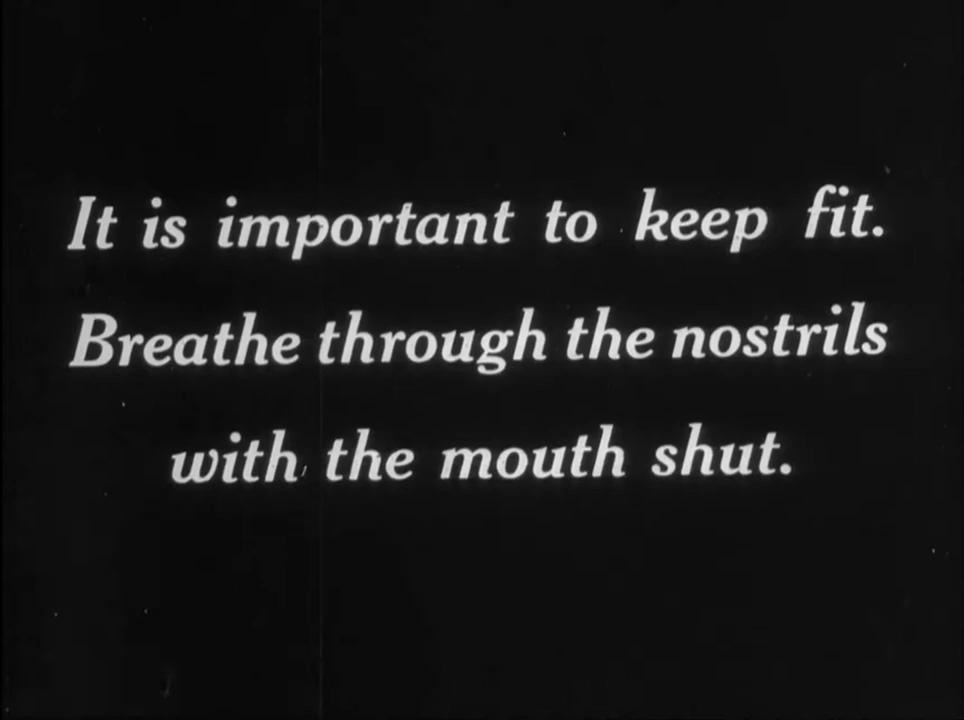 It is important to keep fit.
Breathe through the nostrils
with the mouth shut.